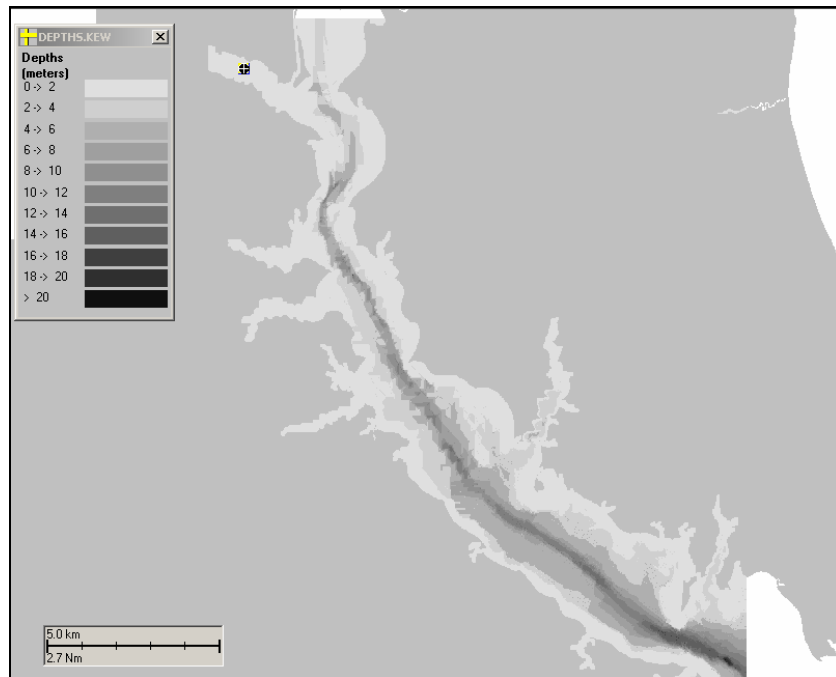 DEPTHS.KEW
Depths
(meters)
0 -> 2
2 -> 4
4 -> 6
6 -> 8
8 -> 10
10 -> 12
12 -> 14
14 -> 16
16 -> 18
18 -> 20
> 20
5.0 km
2.7 Nm